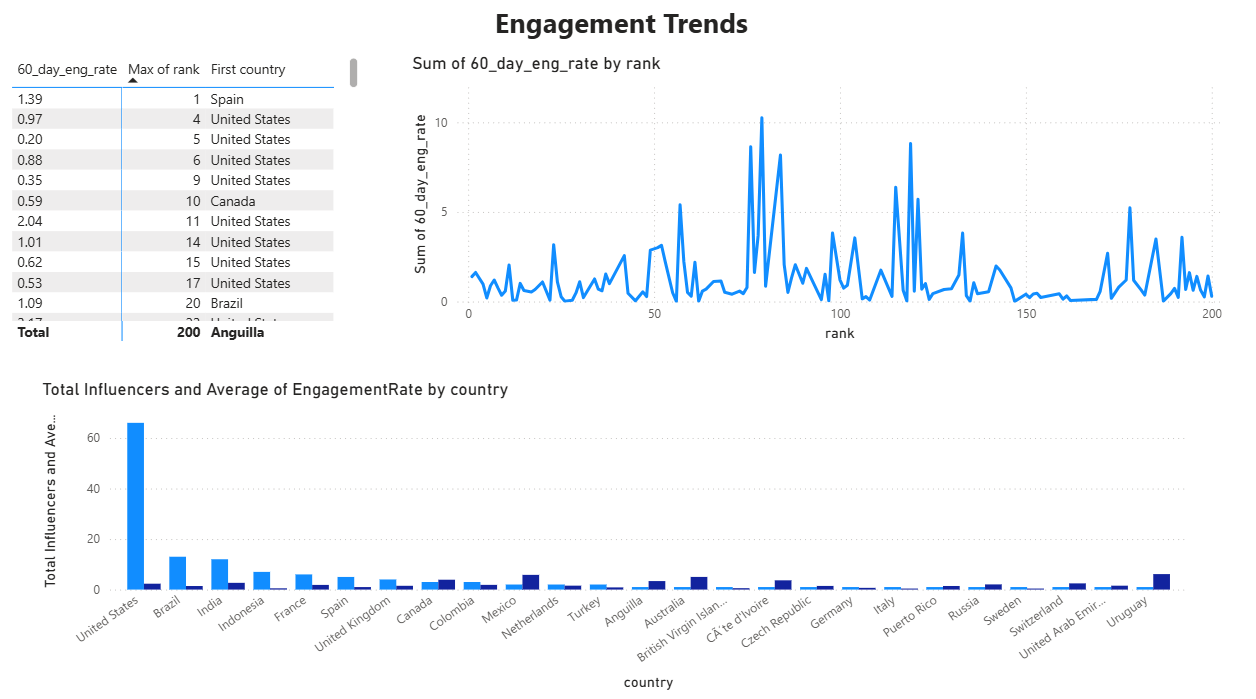 Engagement Trends
60_day_eng_rate Max of rank First country
1.39 1 Spain
0.97 4 United States
0.20 5 United States
0.88 6 United States
0.35 9 United States
0.59 10 Canada
2.04 11 United States
1.01 14 United States
0.62 15 United States
0.53 17 United States
1.09 20 Brazil
Total 200 Anguilla
Sum of 60_day_eng_rate by rank
Sum of 60_day_eng_rate
10
5
0
0 50 100 150 200
rank
Total Influencers and Average of EngagementRate by country
Total Influencers and Ave...
60
40
20
0
United States
Brazil
India
Indonesia
France
Spain
United Kingdom
Canada
Colombia
Mexico
Netherlands
Turkey
Anguilla
Australia
British Virgin Islan...
CÃ´te d'Ivoire
Czech Republic
Germany
Italy
Puerto Rico
Russia
Sweden
Switzerland
United Arab Emir...
Uruguay
country